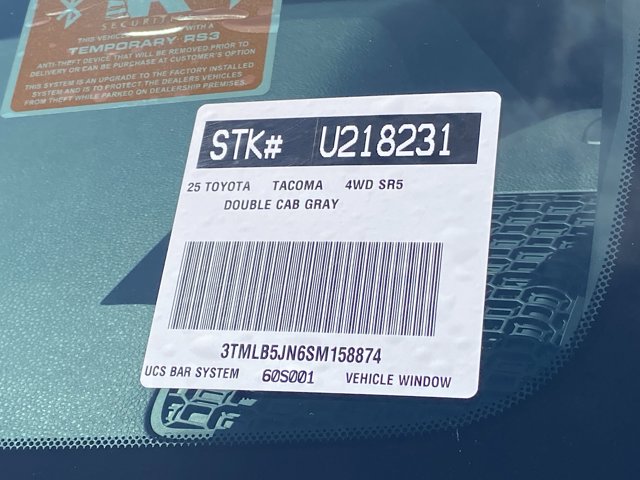 SECURITY
THIS VEHICLE WITH A
TEMPORARY RS3
ANTI-THEFT DEVICE THAT WILL BE REMOVED PRIOR TO
DELIVERY OR CAN BE PURCHASED AT CUSTOMER'S OPTION
THIS SYSTEM IS AN UPGRADE TO THE FACTORY INSTALLED
SYSTEM AND IS TO PROTECT THE DEALERS VEHICLES
FROM THEFT WHILE PARKED ON DEALERSHIP PREMISES.
STK# U218231
25 TOYOTA TACOMA 4WD SR5
DOUBLE CAB GRAY
3TMLB5JN6SM158874
UCS BAR SYSTEM 60S001 VEHICLE WINDOW